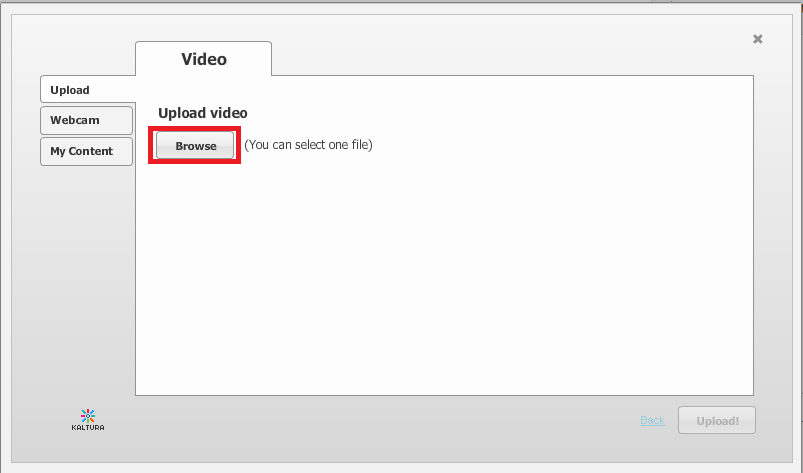 Video
Upload
Webcam
My Content
Upload video
Browse (You can select one file)
KALTURA
Back
Upload!